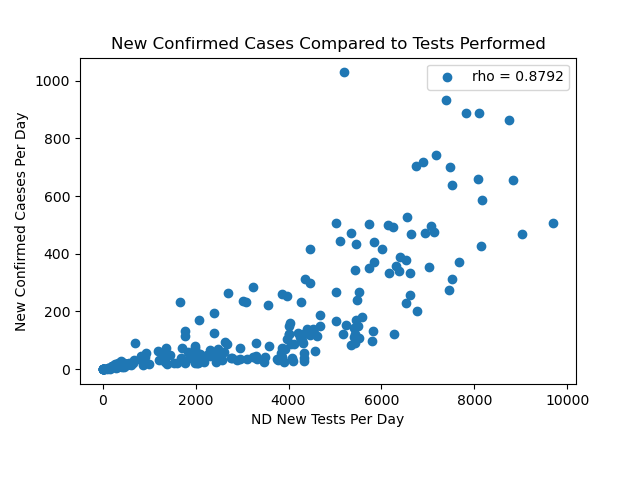 New Confirmed Cases Compared to Tests Performed
rho = 0.8792
1000
800
600
400
200
0
New Confirmed Caeses Per Day
0 2000 4000 6000 8000 10000
ND New Tests Per Day